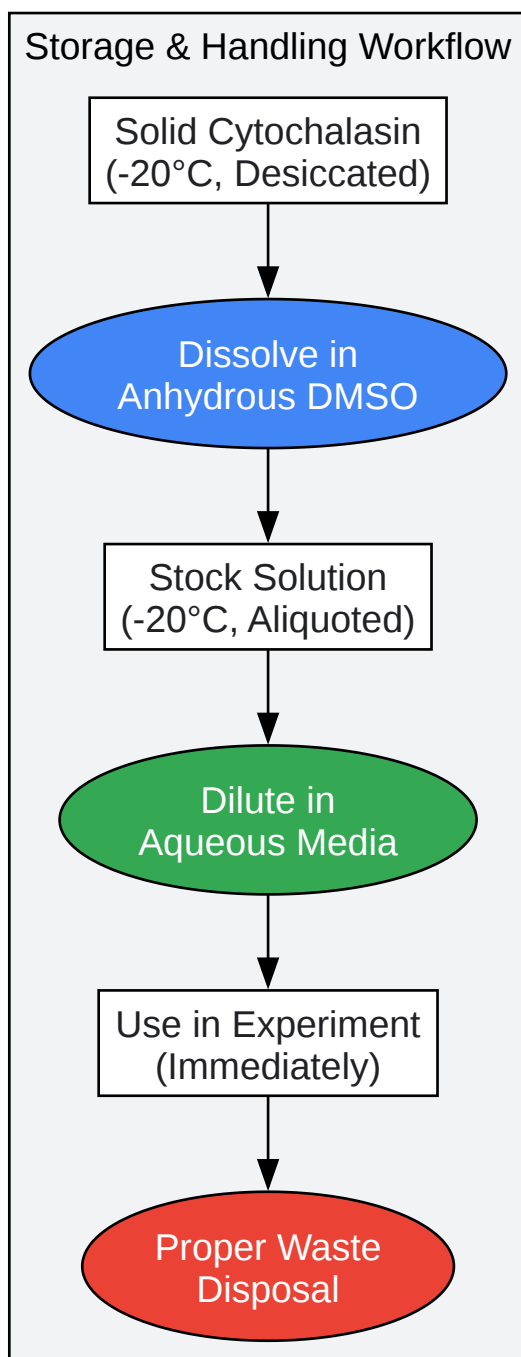 Storage & Handling Workflow
Solid Cytochalasin
(-20°C, Desiccated)
Dissolve in
Anhydrous DMSO
Stock Solution
(-20°C, Aliquoted)
Dilute in
Aqueous Media
Use in Experiment
(Immediately)
Proper Waste
Disposal